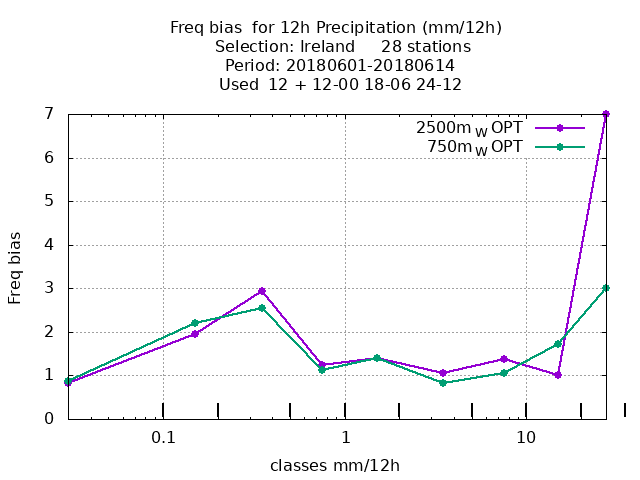 Freq bias  for 12h Precipitation (mm/12h)
Selection: Ireland     28 stations
Period: 20180601-20180614
Used  12 + 12-00 18-06 24-12
2500m W OPT
750m W OPT
7
6
5
4
3
2
1
0
Freq bias
0.1 1 10
classes mm/12h